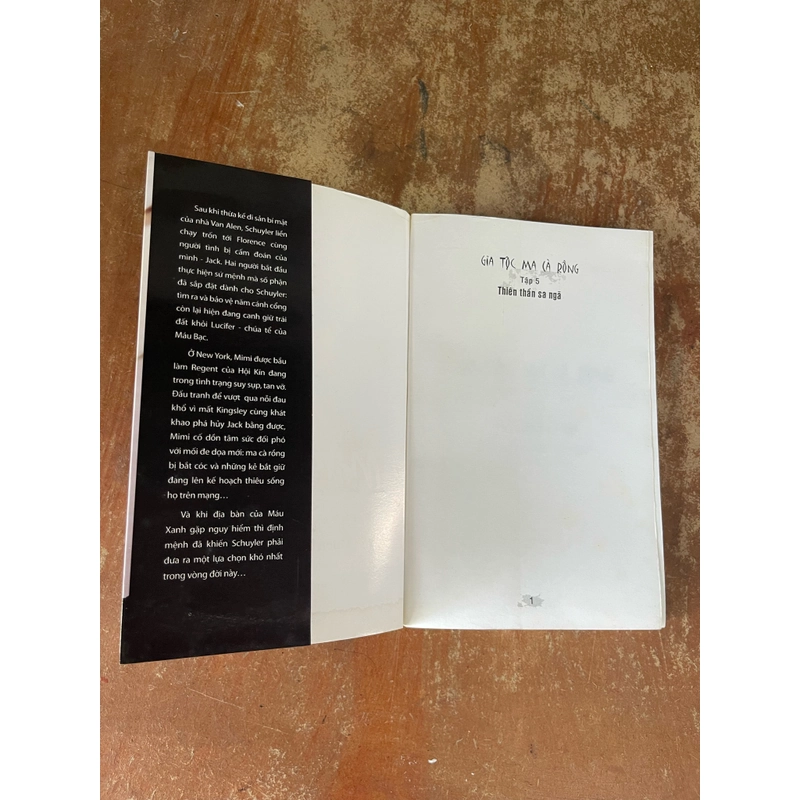 Sau khi thừa kế di sản bí mật
của nhà Van Alen, Schuyler liền
chạy trốn tới Florence cùng
người tình bị cấm đoán của
mình - Jack. Hai người bắt đầu
thực hiện sứ mệnh mà số phận
đã sắp đặt dành cho Schuyler:
tìm ra và bảo vệ năm cánh cổng
còn lại hiện đang canh giữ trái
đất khỏi Lucifer - chúa tể của
Máu Bạc.
Ở New York, Mimi được bầu
làm Regent của Hội Kín đang
trong tình trạng suy sụp, tan vỡ.
Đấu tranh để vượt qua nỗi đau
khổ vì mất Kingsley cùng khát
khao phá hủy Jack bằng được,
Mimi cố dồn tâm sức đối phó
với mối đe dọa mới: ma cà rồng
bị bắt cóc và những kẻ bắt giữ
đang lên kế hoạch thiêu sống
họ trên mạng...
Và khi địa bàn của Máu
Xanh gặp nguy hiểm thì định
mệnh đã khiến Schuyler phải
đưa ra một lựa chọn khó nhất
trong vòng đời này...
GIA TỘC MA CÀ RỒNG
Tập 5
Thiên thần sa ngã
1